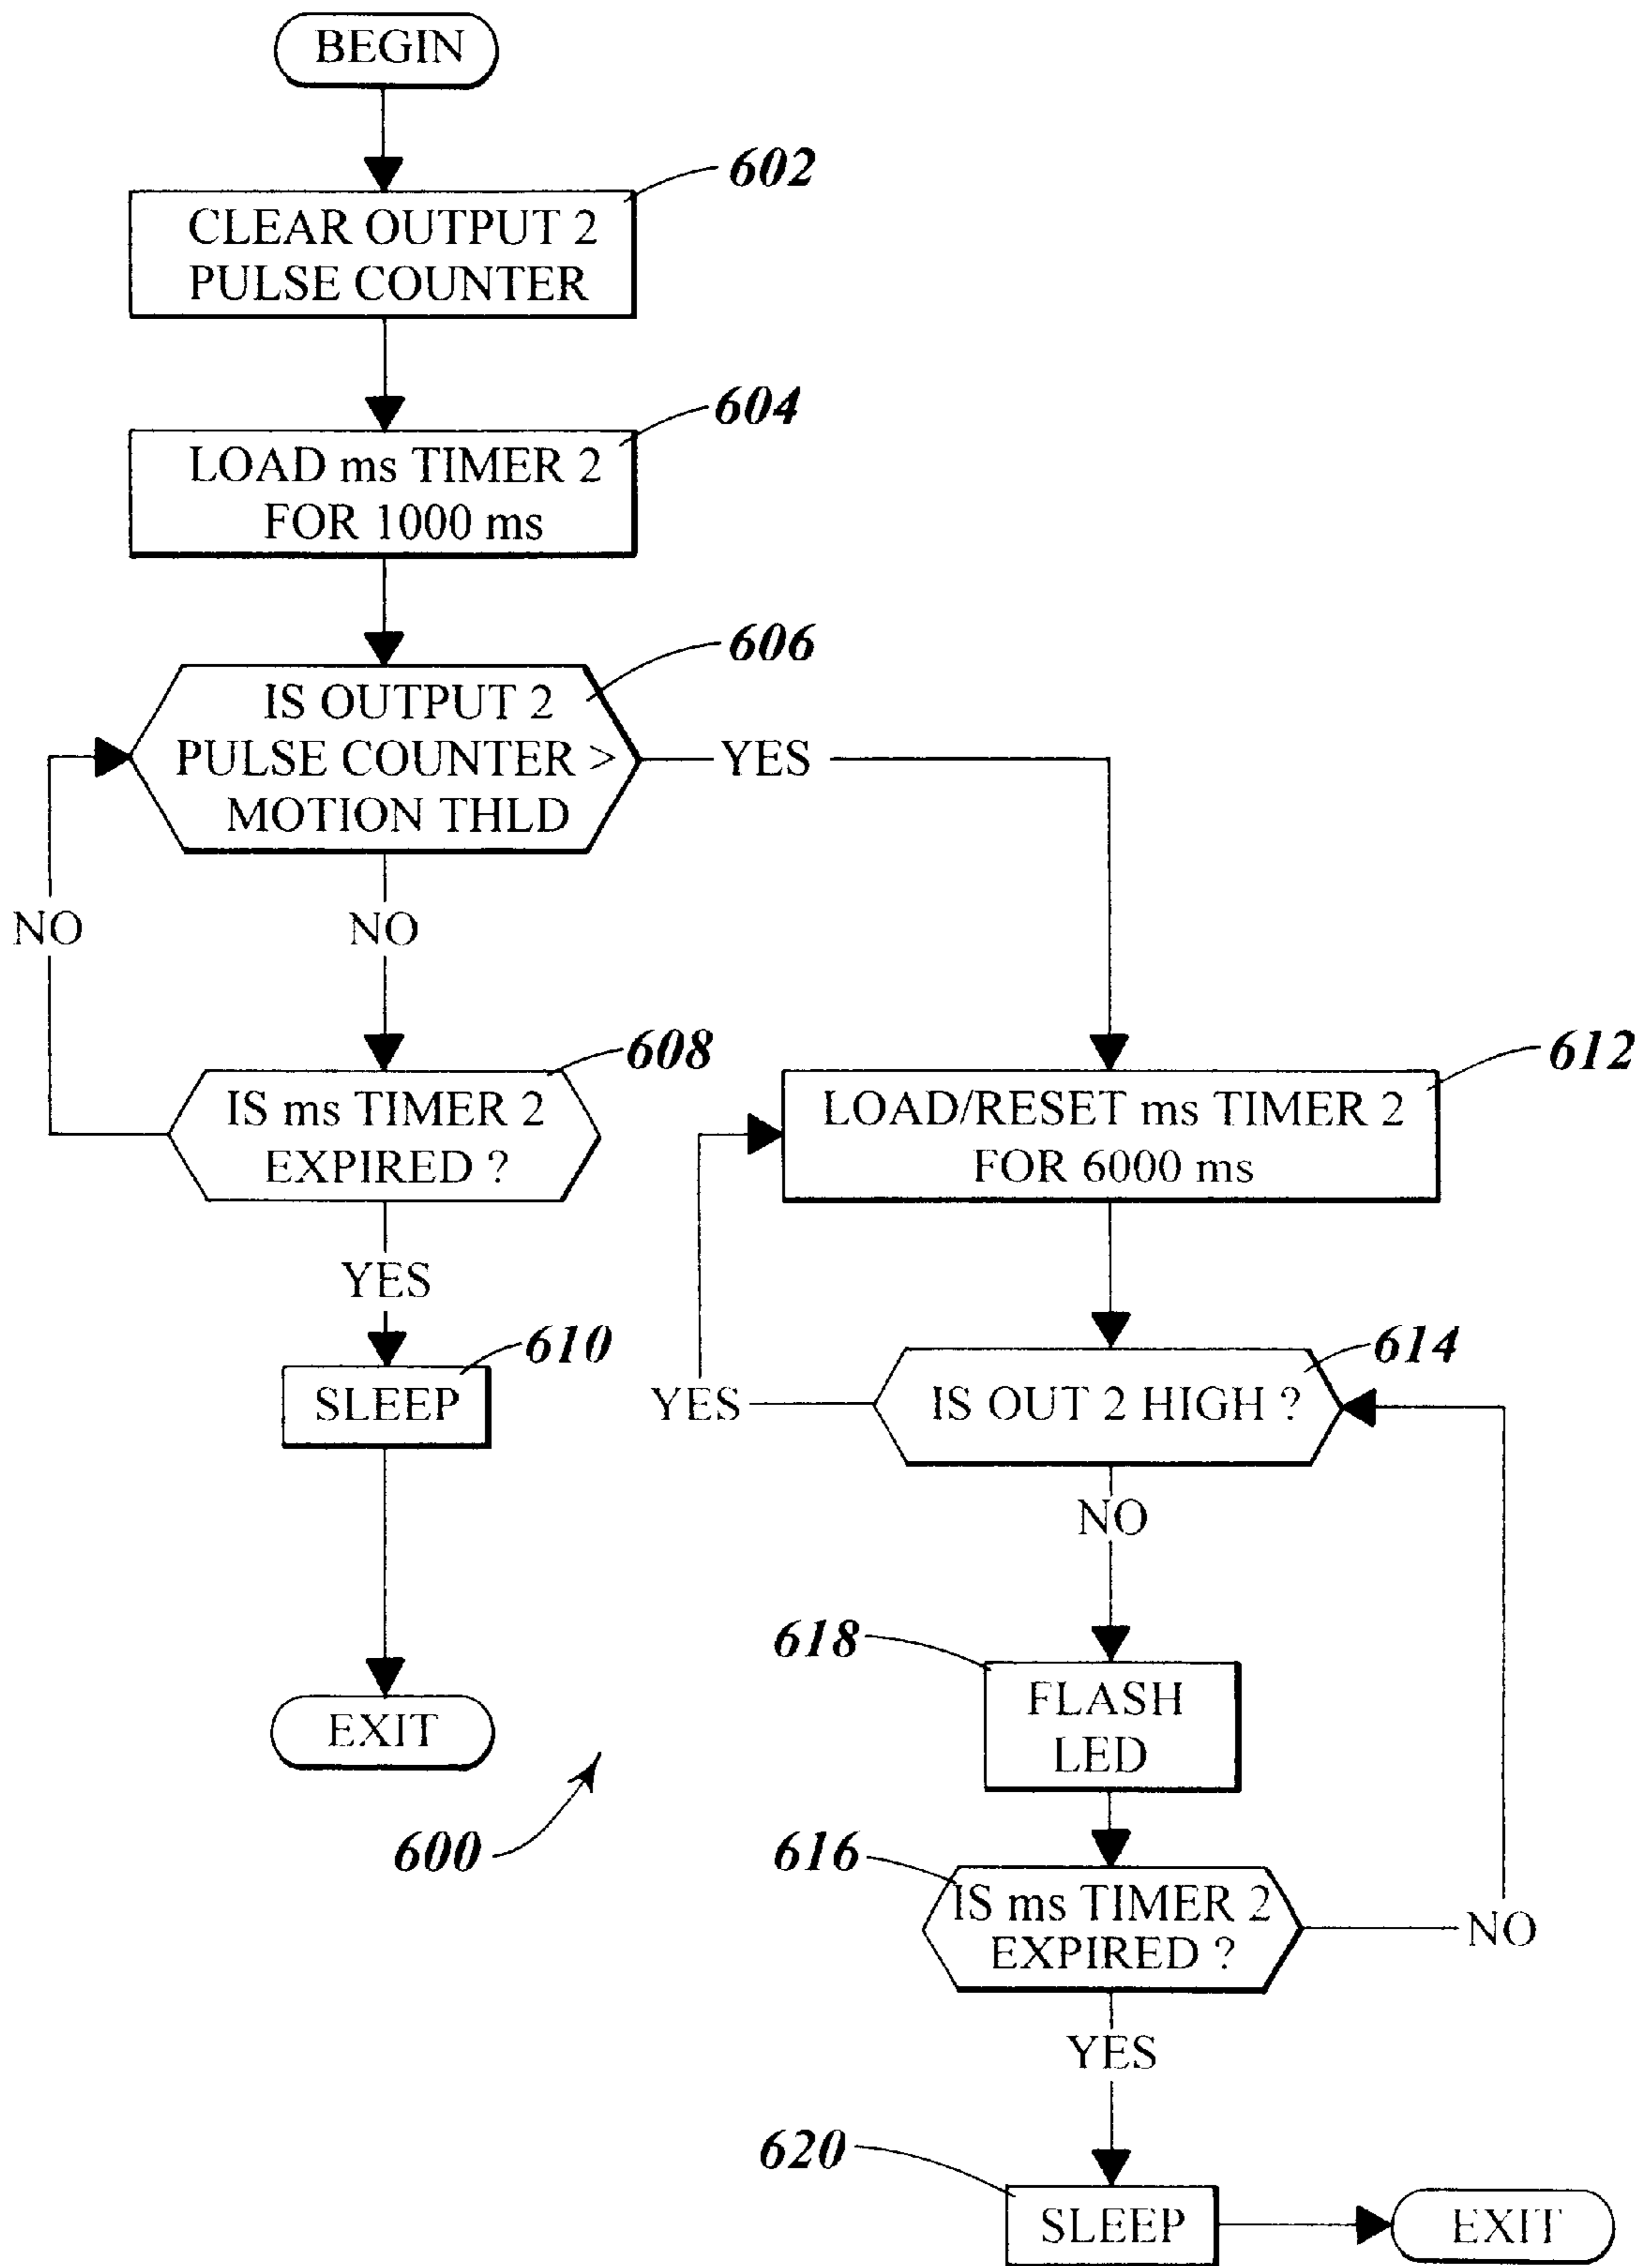 BEGIN
602
CLEAR OUTPUT 2
PULSE COUNTER
604
LOAD ms TIMER 2
FOR 1000 ms
606
IS OUTPUT 2
PULSE COUNTER >
MOTION THLD
YES
NO
NO
608
IS ms TIMER 2
EXPIRED ?
YES
610
SLEEP
EXIT
600
612
LOAD/RESET ms TIMER 2
FOR 6000 ms
614
IS OUT 2 HIGH ?
YES
NO
618
FLASH
LED
616
IS ms TIMER 2
EXPIRED ?
NO
YES
620
SLEEP
EXIT